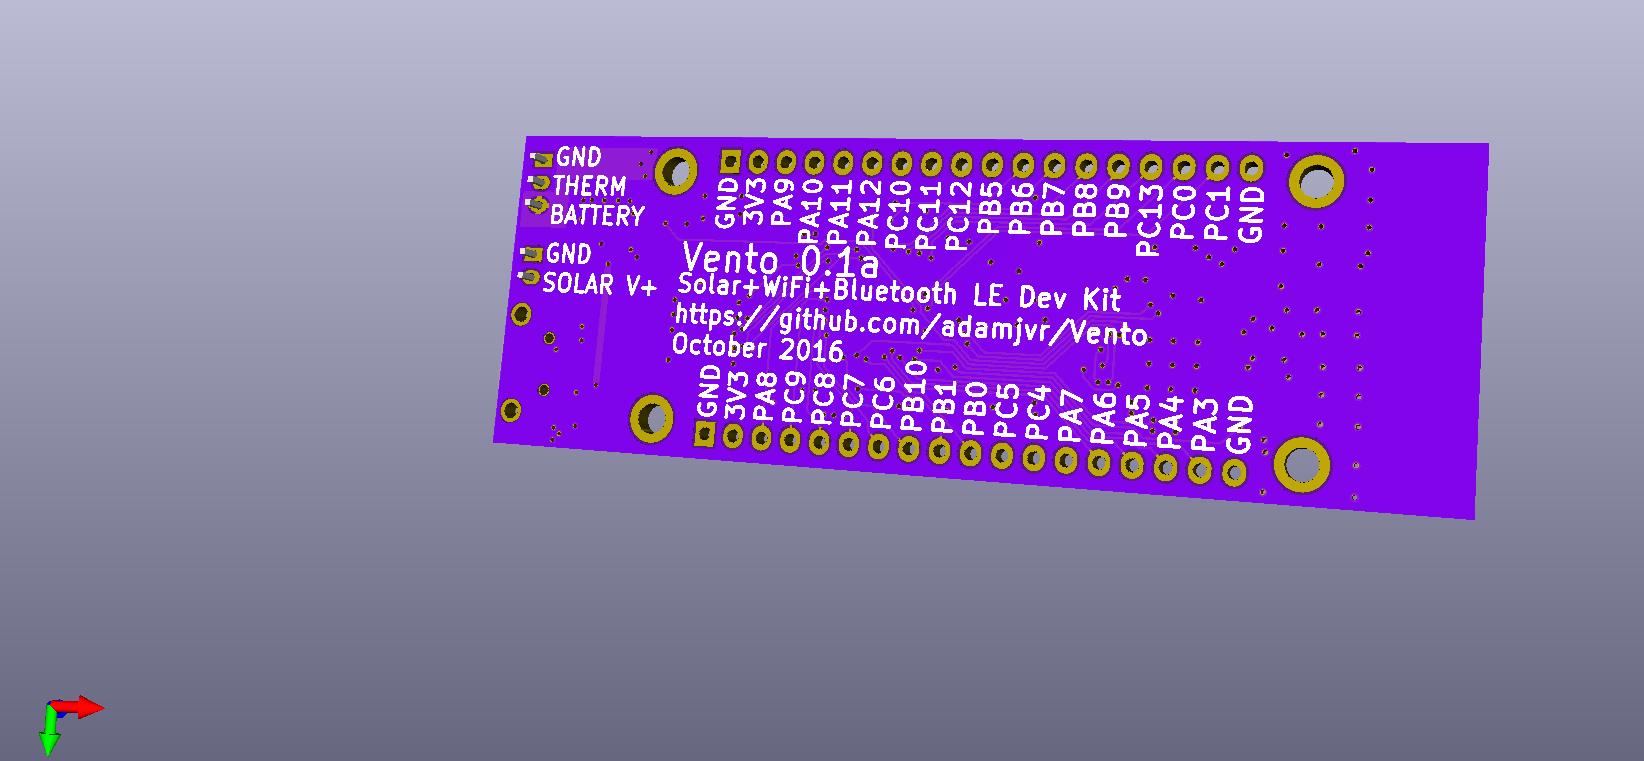 GND
THERM
BATTERY
GND
SOLAR V+
GND 3V3 PA9 PA10 PA11 PA12 PC10 PC11 PC12 PB5 PB6 PB7 PB8 PB9 PC13 PC0 PC1 GND
Vento 0.1a
Solar+WiFi+Bluetooth LE Dev Kit
https://github.com/adamjvr/Vento
October 2016
GND 3V3 PA8 PC9 PC8 PC7 PC6 PB10 PB1 PB0 PC5 PC4 PA7 PA6 PA5 PA4 PA3 GND